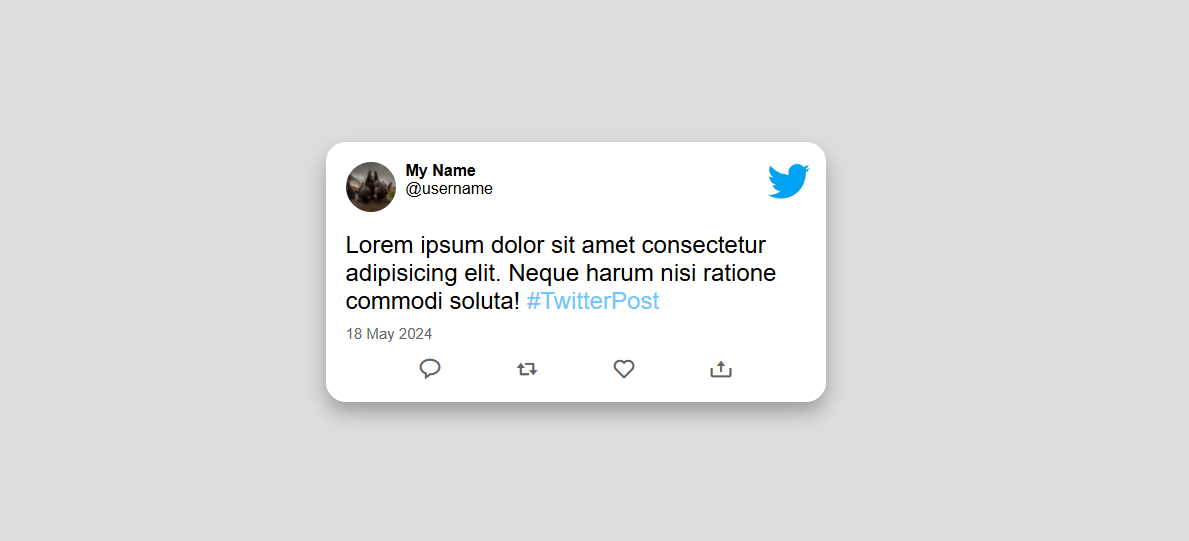 My Name
@username
Lorem ipsum dolor sit amet consectetur
adipisicing elit. Neque harum nisi ratione
commodi soluta! #TwitterPost
18 May 2024